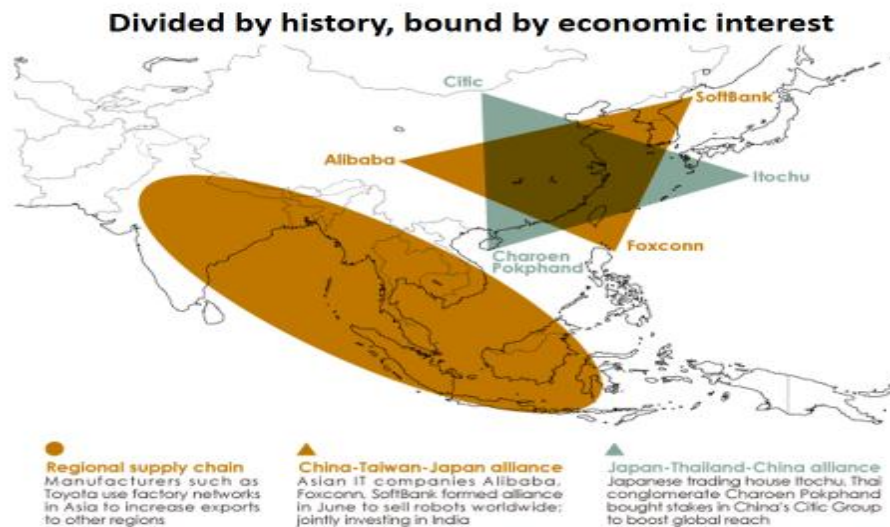 Divided by history, bound by economic interest
Citic
SoftBank
Alibaba
Itochu
Foxconn
Charoen
Pokphand
Regional supply chain
Manufacturers such as
Toyota use factory networks
in Asia to increase exports
to other regions
China-Taiwan-Japan alliance
Asian IT companies Alibaba,
Foxconn, SoftBank formed alliance
in June to sell robots worldwide;
jointly investing in India
Japan-Thailand-China alliance
Japanese trading house Itochu, Thai
conglomerate Charoen Pokphand
bought stakes in China's Citic Group
to boost global reach